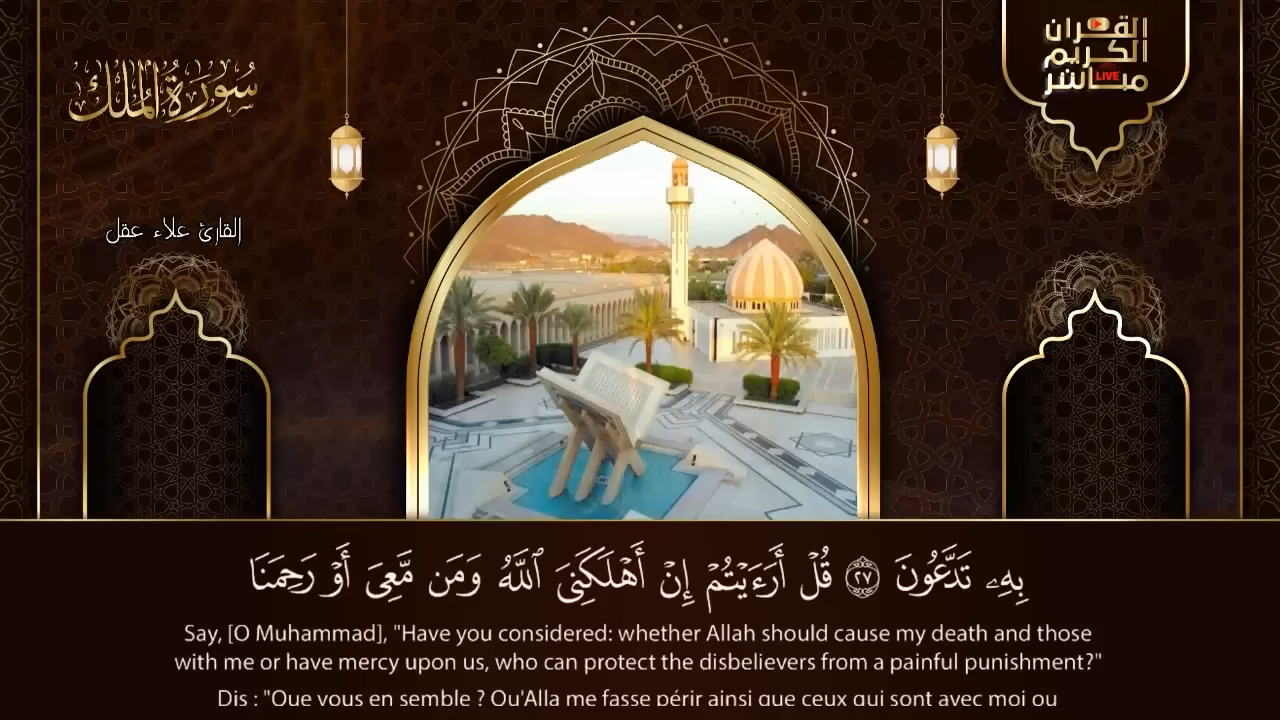 سُورَةُ المُلك
القرآن
الكريم
مباشر
LIVE
القارئ علاء عقل
بِهِۦ تَدَّعُونَ ٢٧ قُلۡ أَرَءَيۡتُمۡ إِنۡ أَهۡلَكَنِيَ ٱللَّهُ وَمَن مَّعِيَ أَوۡ رَحِمَنَا
Say, [O Muhammad], "Have you considered: whether Allah should cause my death and those
with me or have mercy upon us, who can protect the disbelievers from a painful punishment?"
Dis : "Que vous en semble ? Qu'Alla me fasse périr ainsi que ceux qui sont avec moi ou